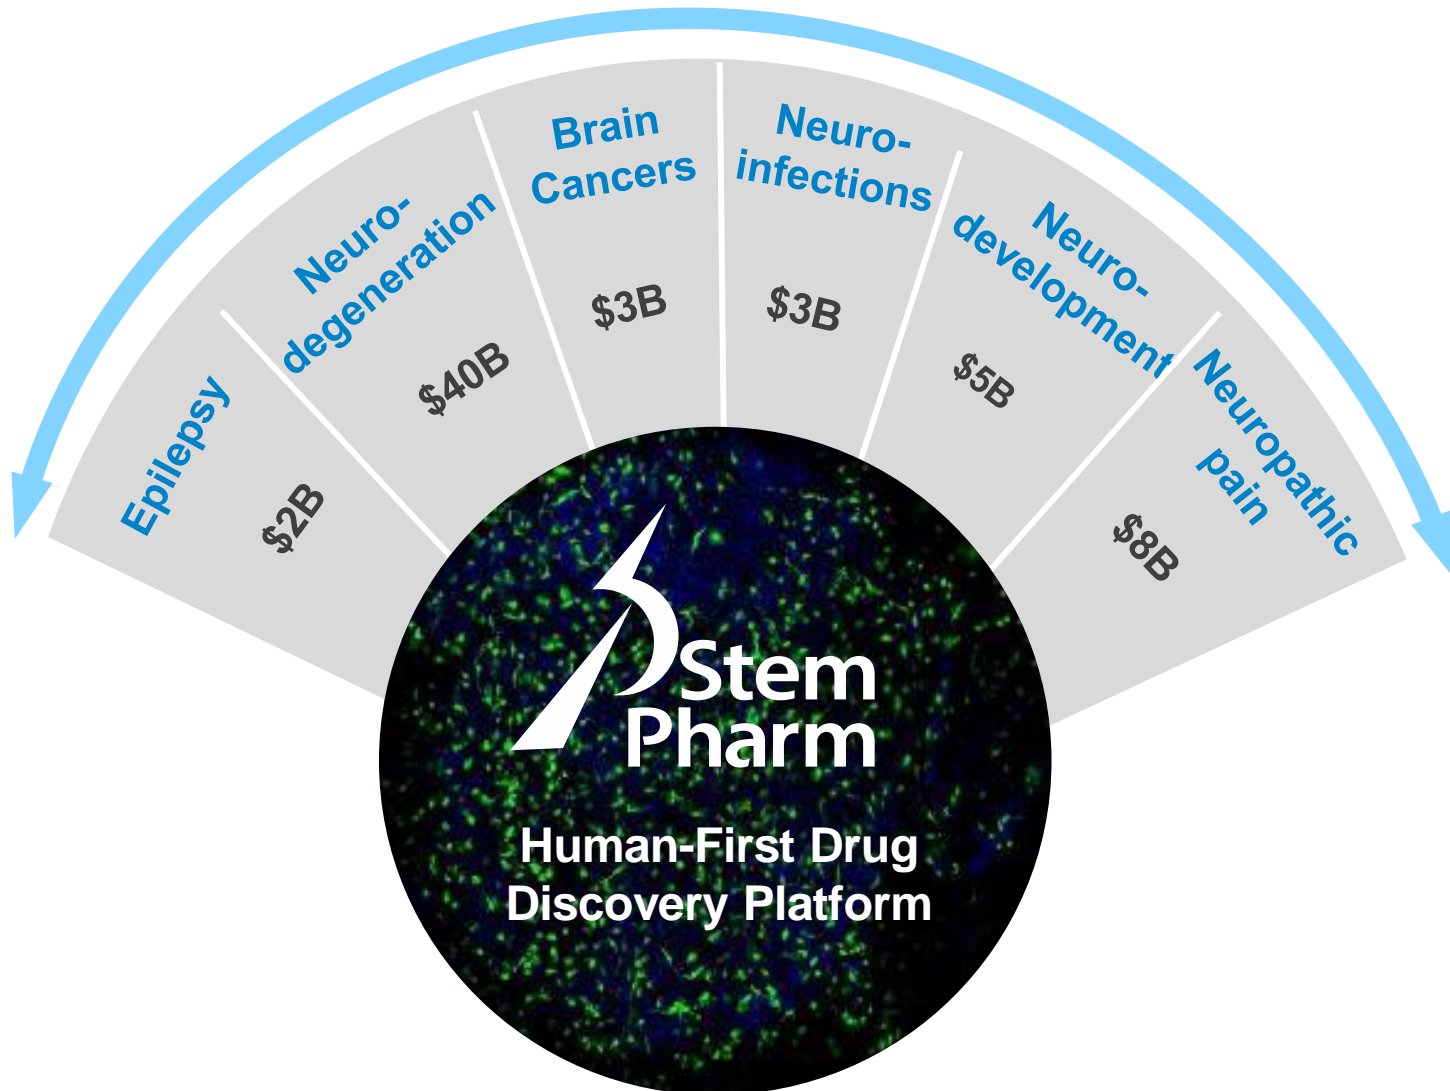 Epilepsy
$2B
Neuro-
degeneration
$40B
Brain
Cancers
$3B
Neuro-
infections
$3B
Neuro-
development
$5B
Neuropathic
pain
$8B
Stem
Pharm
Human-First Drug
Discovery Platform